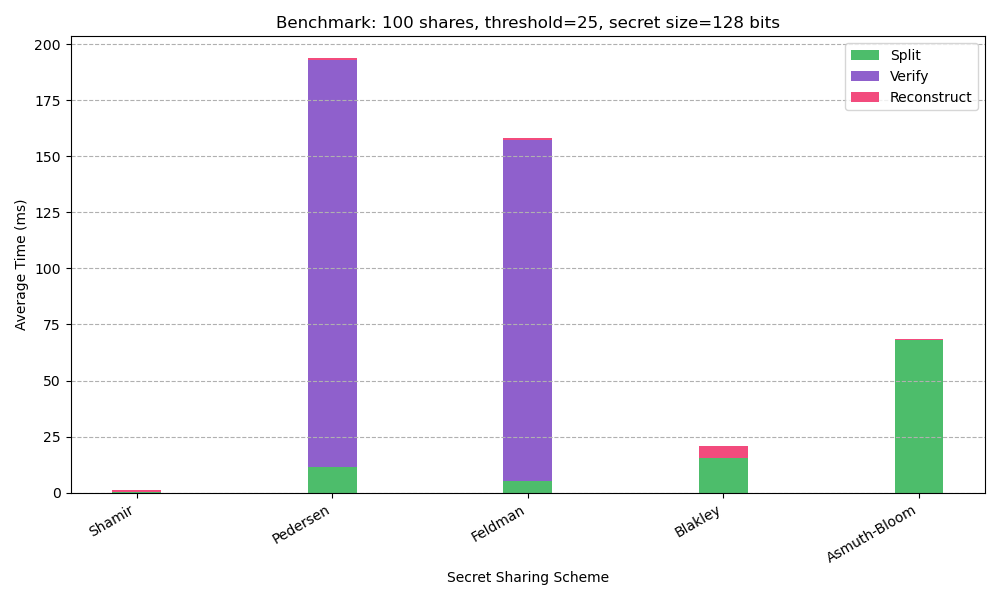 Benchmark: 100 shares, threshold=25, secret size=128 bits
Split
Verify
Reconstruct
Average Time (ms)
200
175
150
125
100
75
50
25
0
Shamir
Pedersen
Feldman
Blakley
Asmuth-Bloom
Secret Sharing Scheme